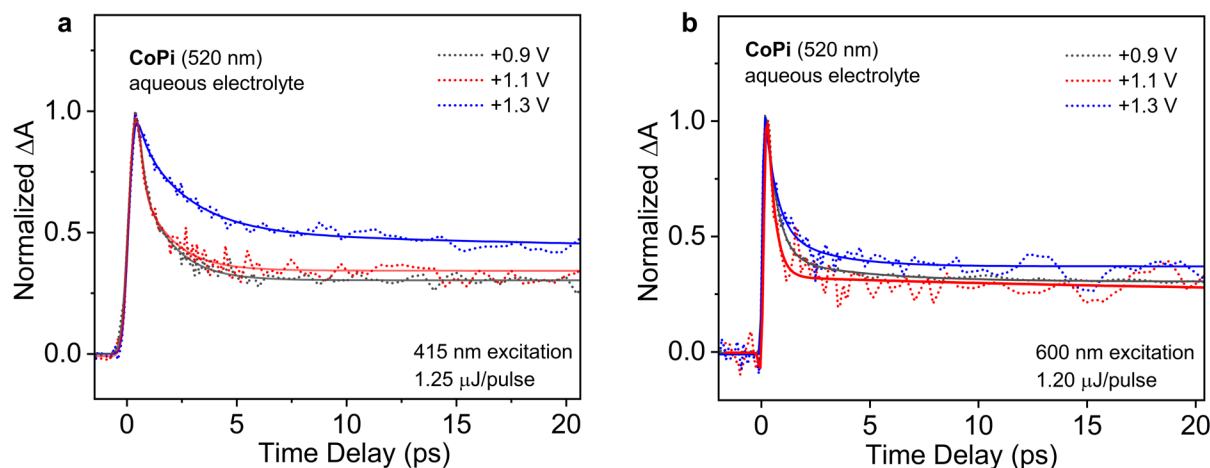 a
CoPi (520 nm)
aqueous electrolyte
+0.9 V
+1.1 V
+1.3 V
1.0
0.5
0.0
Normalized ΔA
415 nm excitation
1.25 μJ/pulse
0
5
10
15
20
Time Delay (ps)
b
CoPi (520 nm)
aqueous electrolyte
+0.9 V
+1.1 V
+1.3 V
1.0
0.5
0.0
Normalized ΔA
600 nm excitation
1.20 μJ/pulse
0
5
10
15
20
Time Delay (ps)